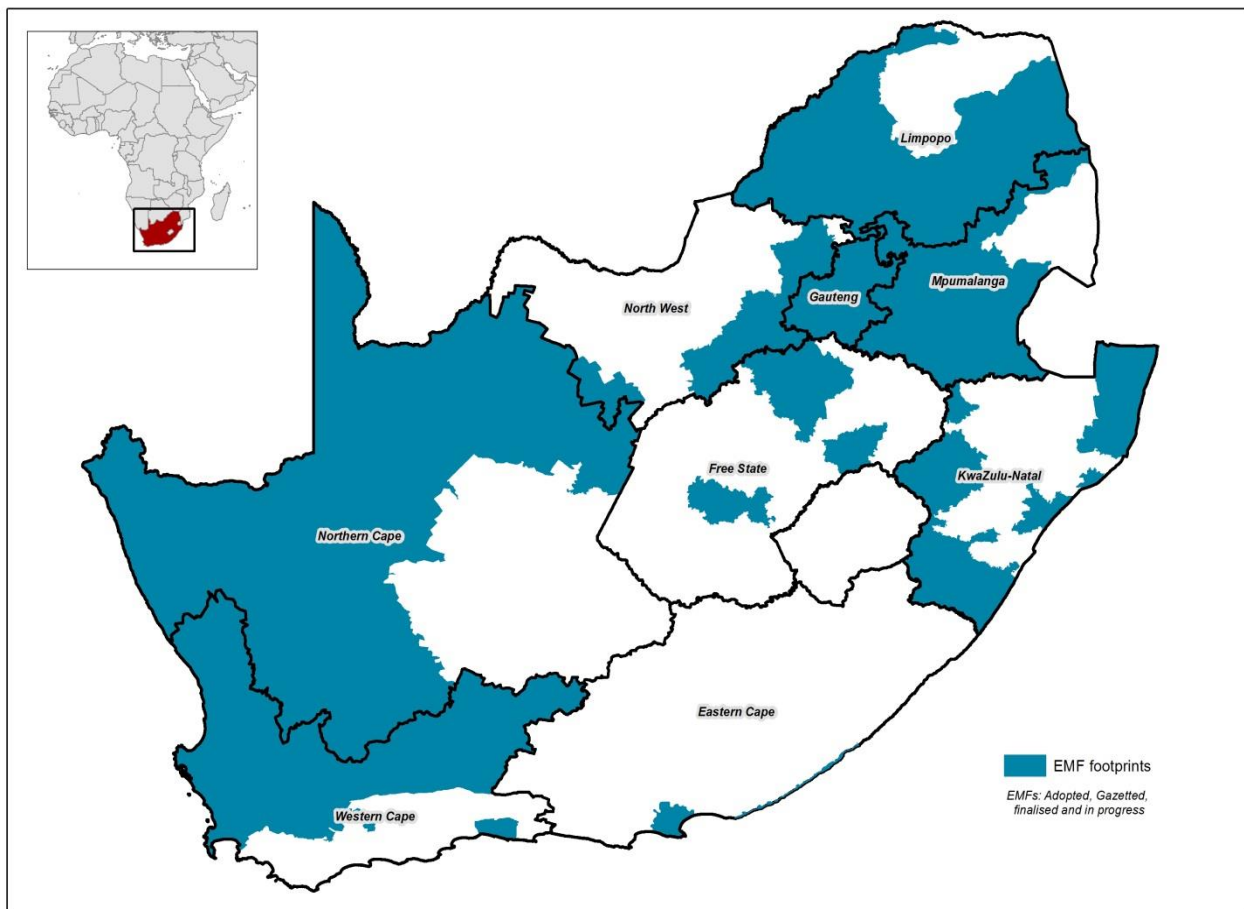 Limpopo
Mpumalanga
Gauteng
North West
Free State
KwaZulu-Natal
Northern Cape
Eastern Cape
Western Cape
EMF footprints
EMFs: Adopted, Gazetted,
finalised and in progress